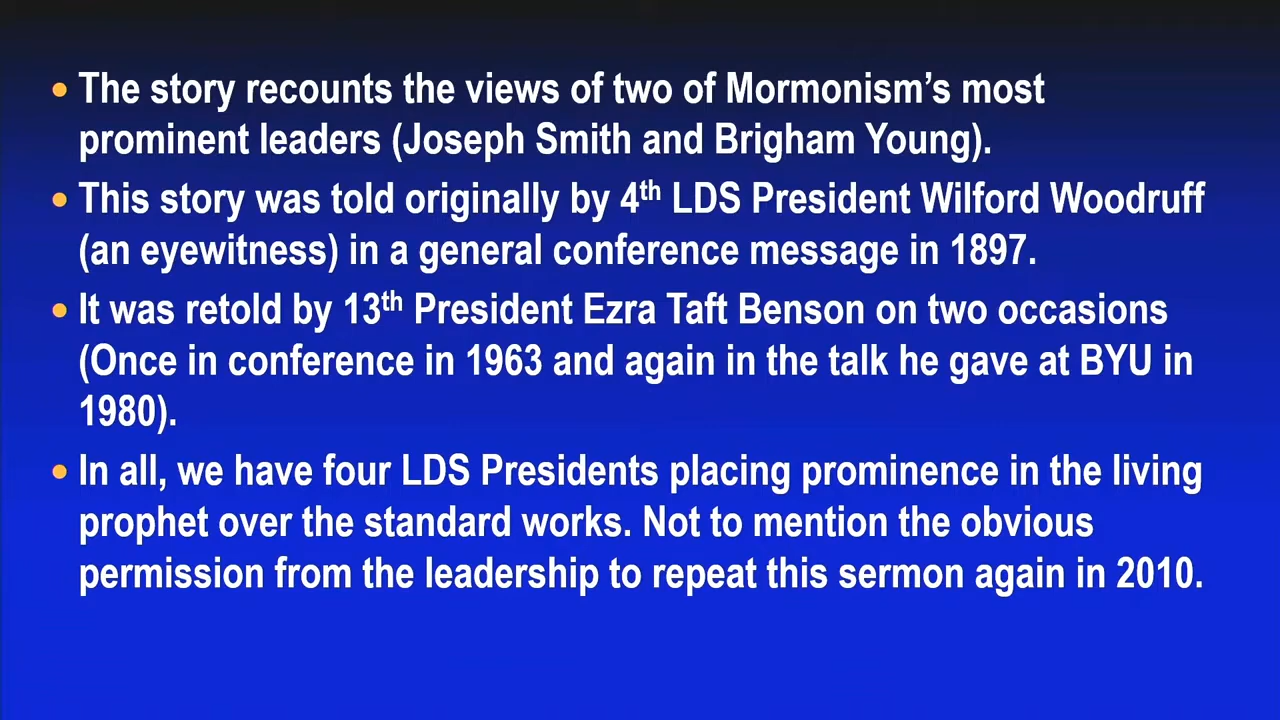 • The story recounts the views of two of Mormonism’s most
prominent leaders (Joseph Smith and Brigham Young).
• This story was told originally by 4th LDS President Wilford Woodruff
(an eyewitness) in a general conference message in 1897.
• It was retold by 13th President Ezra Taft Benson on two occasions
(Once in conference in 1963 and again in the talk he gave at BYU in
1980).
• In all, we have four LDS Presidents placing prominence in the living
prophet over the standard works. Not to mention the obvious
permission from the leadership to repeat this sermon again in 2010.